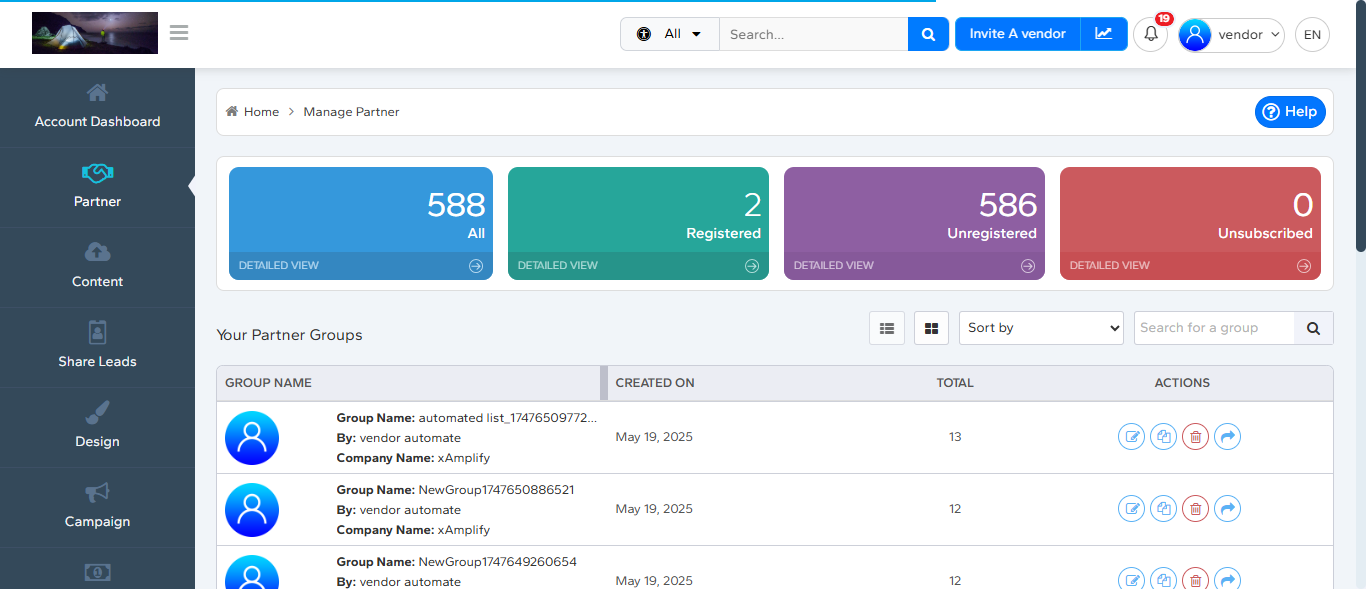 All
Search...
Invite A vendor
19
vendor
EN
Account Dashboard
Partner
Content
Share Leads
Design
Campaign
Home > Manage Partner
Help
588
All
DETAILED VIEW
2
Registered
DETAILED VIEW
586
Unregistered
DETAILED VIEW
0
Unsubscribed
DETAILED VIEW
Your Partner Groups
Sort by
Search for a group
GROUP NAME CREATED ON TOTAL ACTIONS
Group Name: automated list_17476509772...
By: vendor automate
Company Name: xAmplify
May 19, 2025 13
Group Name: NewGroup1747650886521
By: vendor automate
Company Name: xAmplify
May 19, 2025 12
Group Name: NewGroup1747649260654
By: vendor automate
May 19, 2025 12